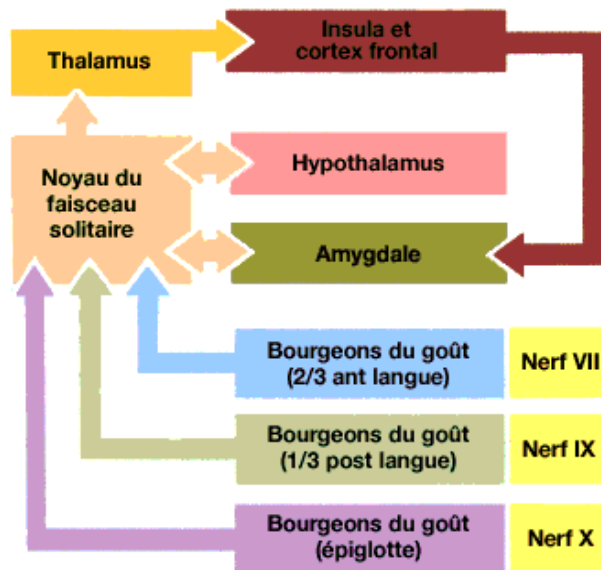 Insula et
cortex frontal
Thalamus
Noyau du
faisceau
solitaire
Hypothalamus
Amygdale
Bourgeons du goût
(2/3 ant langue)
Nerf VII
Bourgeons du goût
(1/3 post langue)
Nerf IX
Bourgeons du goût
(épiglotte)
Nerf X